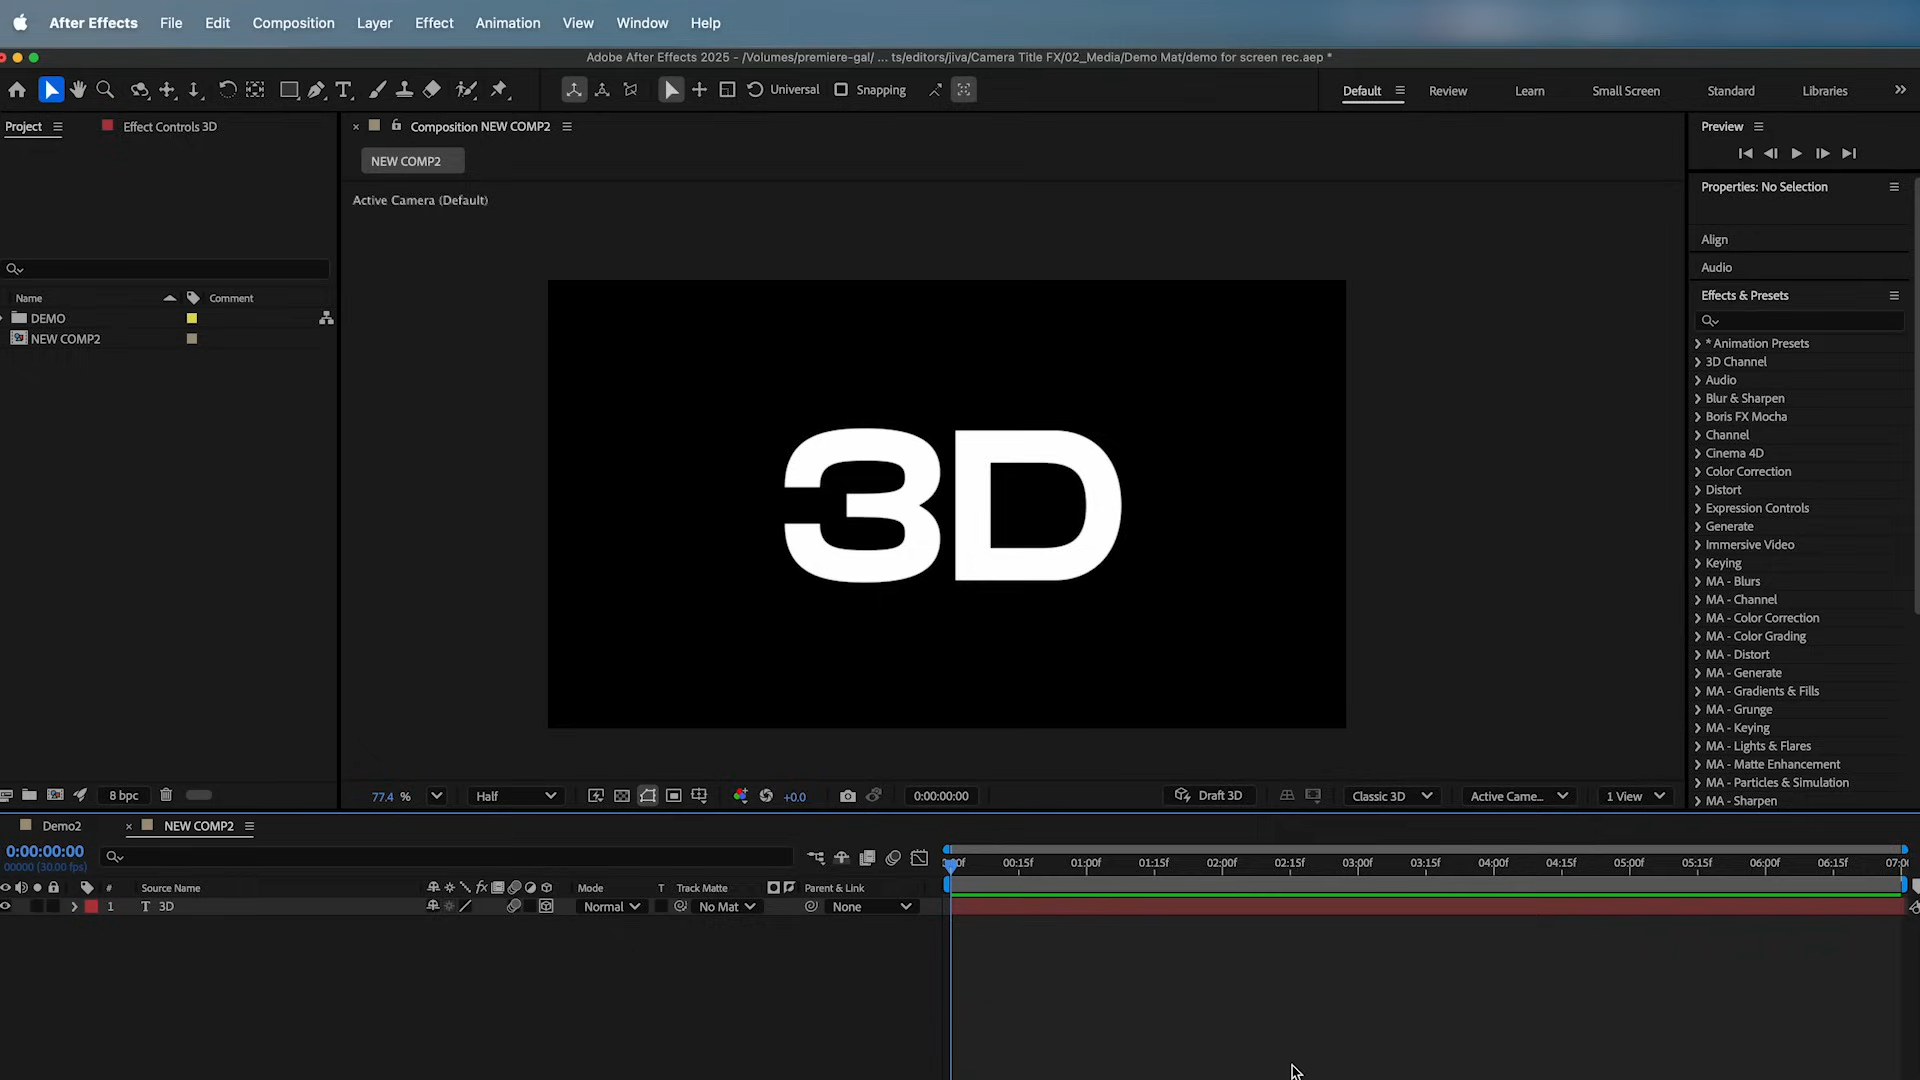 After Effects File Edit Composition Layer Effect Animation View Window Help
Adobe After Effects 2025 - /Volumes/premiere-gal/ ... ts/editors/jiva/Camera Title FX/02_Media/Demo Mat/demo for screen rec.aep *
Universal Snapping Default Review Learn Small Screen Standard Libraries
Project Effect Controls 3D
Composition NEW COMP2
Preview
NEW COMP2
Properties: No Selection
Active Camera (Default)
Align
Audio
Name Comment
DEMO
NEW COMP2
Effects & Presets
* Animation Presets
3D Channel
Audio
Blur & Sharpen
Boris FX Mocha
Channel
Cinema 4D
Color Correction
Distort
Expression Controls
Generate
Immersive Video
Keying
MA - Blurs
MA - Channel
MA - Color Correction
MA - Color Grading
MA - Distort
MA - Generate
MA - Gradients & Fills
MA - Grunge
MA - Keying
MA - Lights & Flares
MA - Matte Enhancement
MA - Particles & Simulation
MA - Sharpen
3D
8 bpc
77.4 % Half +0.0 0:00:00:00 Draft 3D Classic 3D Active Came... 1 View
Demo2 NEW COMP2
0:00:00:00
00000 (30.00 fps)
00f 00:15f 01:00f 01:15f 02:00f 02:15f 03:00f 03:15f 04:00f 04:15f 05:00f 05:15f 06:00f 06:15f 07:00
# Source Name fx Mode T Track Matte Parent & Link
1 T 3D Normal No Mat None